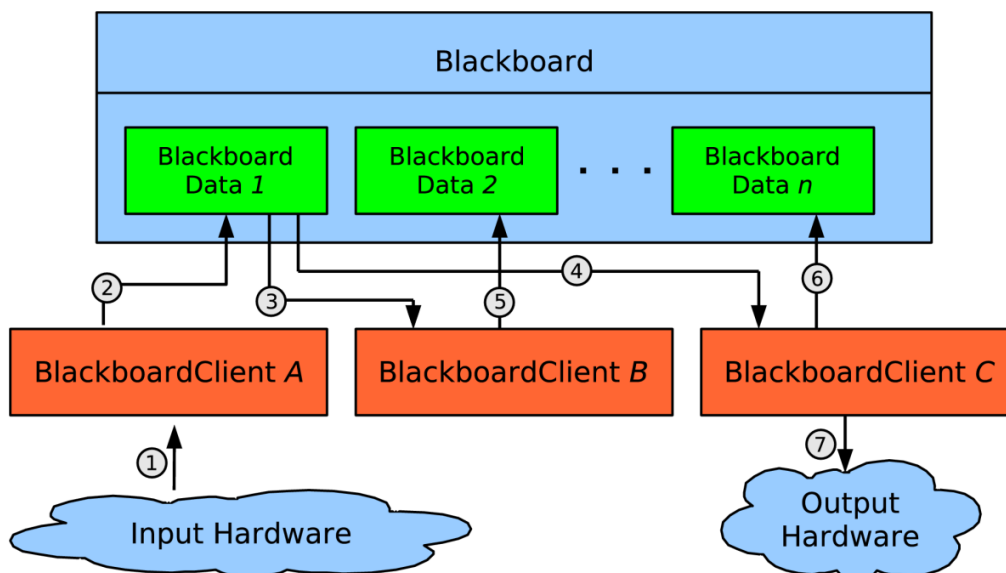 Blackboard
Blackboard
Data 1
Blackboard
Data 2
. . .
Blackboard
Data n
2
3
4
5
6
BlackboardClient A
BlackboardClient B
BlackboardClient C
1
7
Input Hardware
Output
Hardware